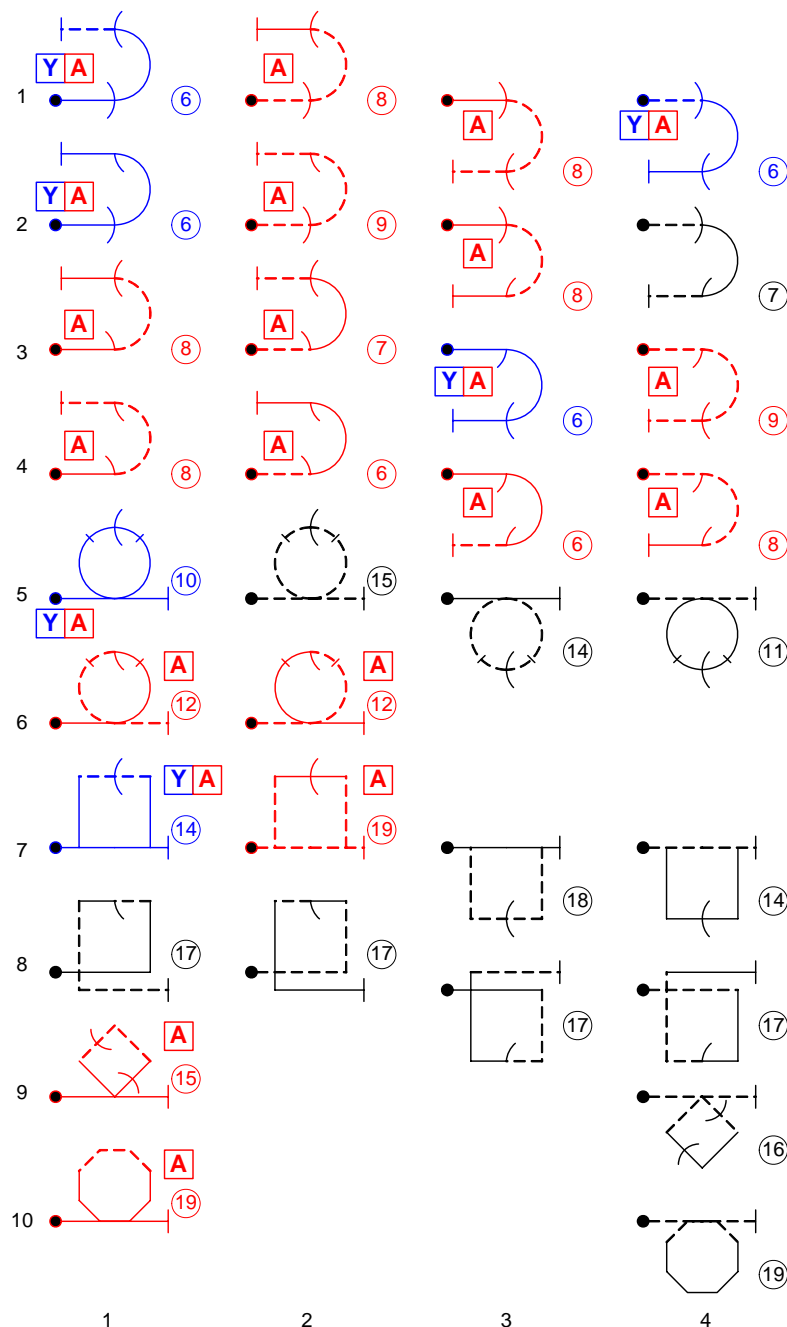 Y A A
1 6 8 A Y A
8 6
Y A A
2 6 9 A
8 7
A A
3 8 7 Y A A
6 9
A A
4 8 6 A A
6 8
5 10 15
Y A 14 11
A A
6 12 12
Y A A
7 14 19
18 14
8 17 17
17 17
A
9 15
16
A
10 19
19
1 2 3 4